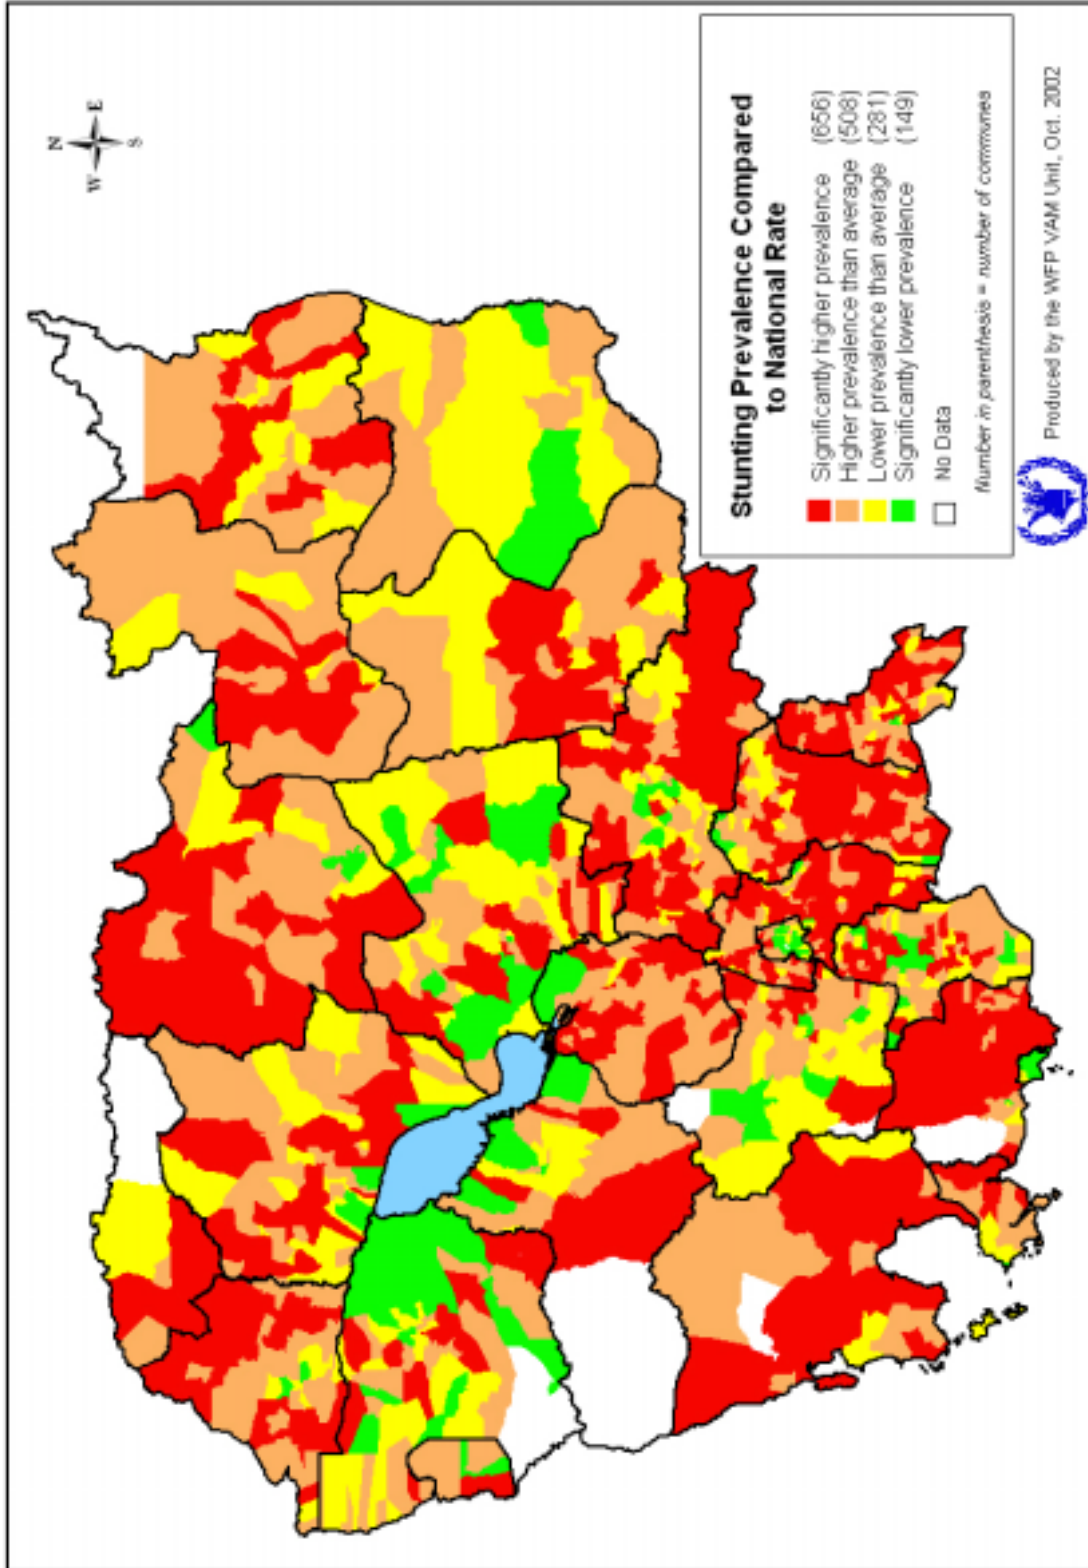 N
W E
S
Stunting Prevalence Compared
to National Rate
Significantly higher prevalence (656)
Higher prevalence than average (508)
Lower prevalence than average (281)
Significantly lower prevalence (149)
No Data
Number in parenthesis = number of communes
Produced by the WFP VAM Unit, Oct. 2002